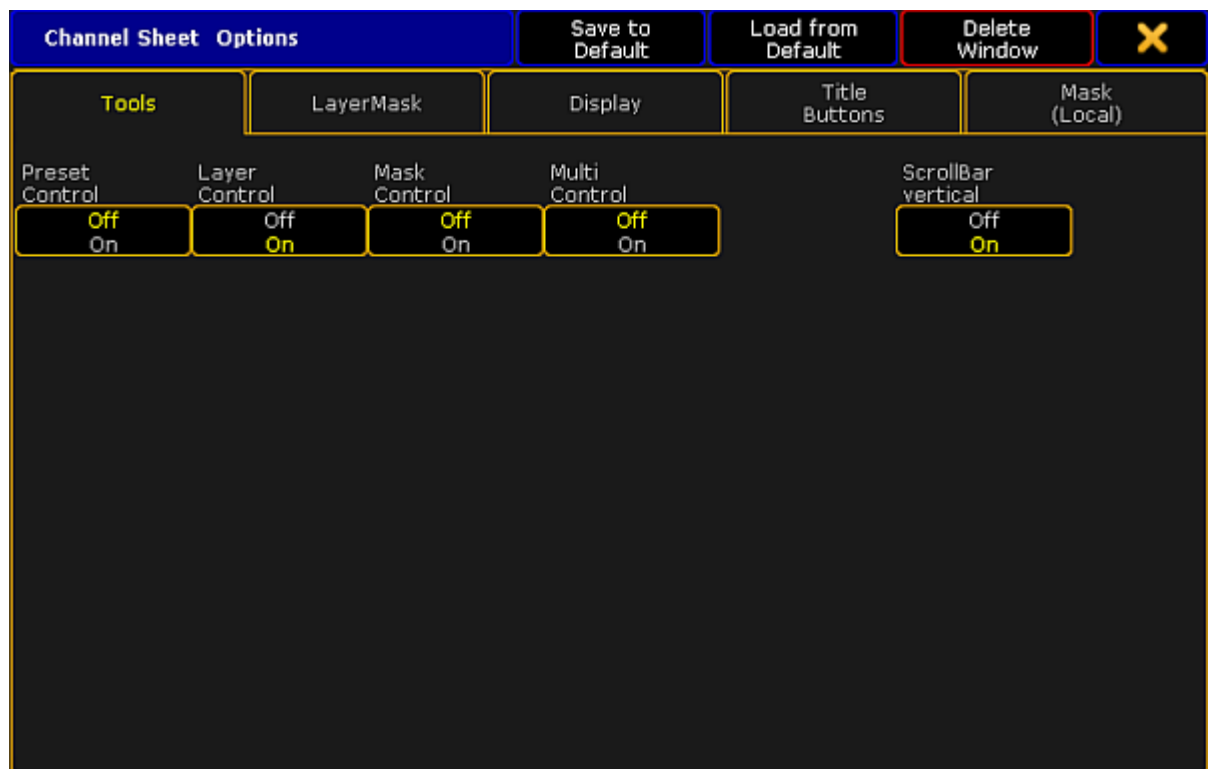 Channel Sheet Options
Save to
Default
Load from
Default
Delete
Window
Tools
LayerMask
Display
Title
Buttons
Mask
(Local)
Preset
Control
Off
On
Layer
Control
Off
On
Mask
Control
Off
On
Multi
Control
Off
On
ScrollBar
vertical
Off
On